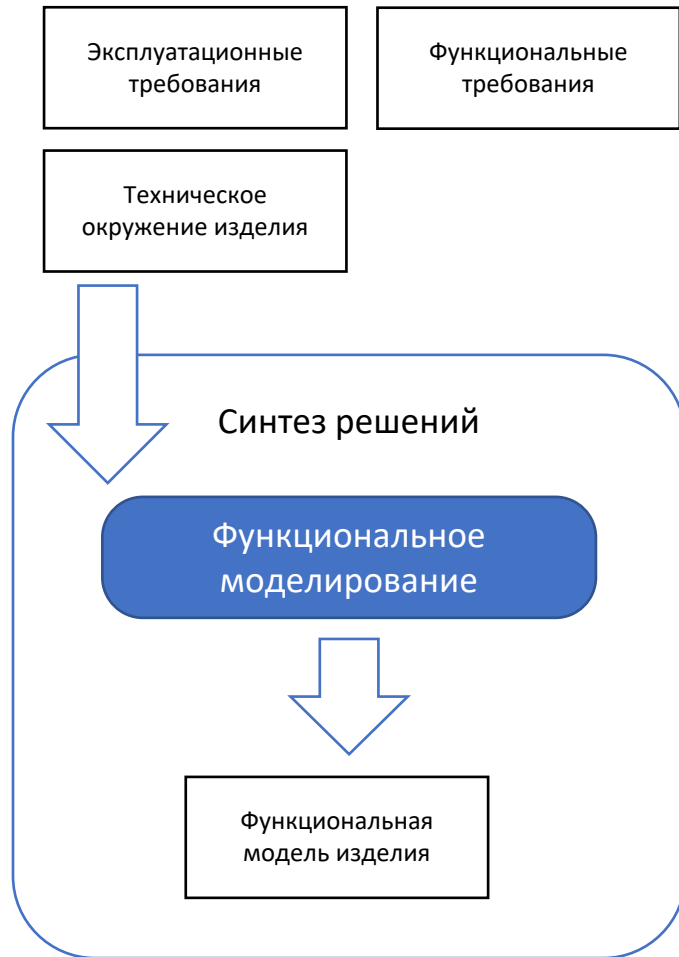 Эксплуатационные
требования
Функциональные
требования
Техническое
окружение изделия
Синтез решений
Функциональное
моделирование
Функциональная
модель изделия